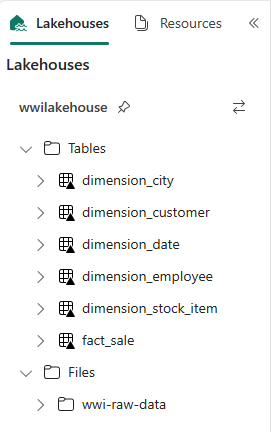 Lakehouses Resources
Lakehouses
wwilakehouse
Tables
dimension_city
dimension_customer
dimension_date
dimension_employee
dimension_stock_item
fact_sale
Files
wwi-raw-data